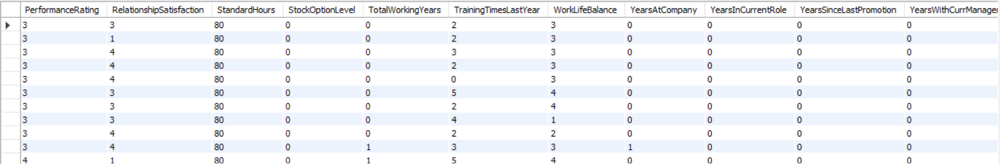 PerformanceRating RelationshipSatisfaction StandardHours StockOptionLevel TotalWorkingYears TrainingTimesLastYear WorkLifeBalance YearsAtCompany YearsInCurrentRole YearsSinceLastPromotion YearsWithCurrManager
3 3 80 0 0 2 3 0 0 0 0
3 1 80 0 0 2 3 0 0 0 0
3 4 80 0 0 3 3 0 0 0 0
3 4 80 0 0 2 3 0 0 0 0
3 4 80 0 0 0 3 0 0 0 0
3 3 80 0 0 5 4 0 0 0 0
3 3 80 0 0 2 4 0 0 0 0
3 3 80 0 0 4 1 0 0 0 0
3 4 80 0 0 2 2 0 0 0 0
3 4 80 0 1 3 3 1 0 0 0
4 1 80 0 1 5 4 0 0 0 0